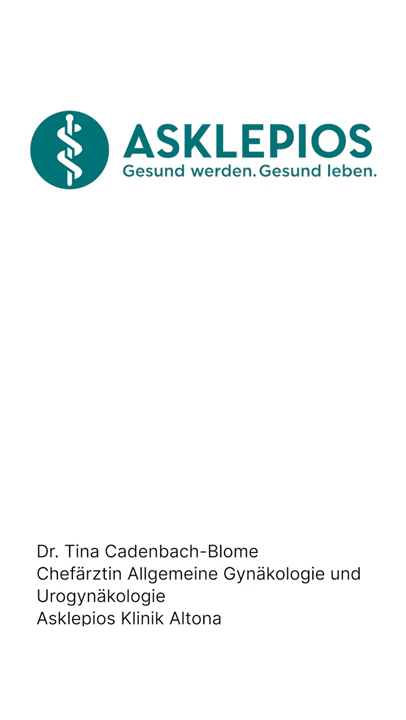 ASKLEPIOS
Gesund werden. Gesund leben.
Dr. Tina Cadenbach-Blome
Chefärztin Allgemeine Gynäkologie und
Urogynäkologie
Asklepios Klinik Altona